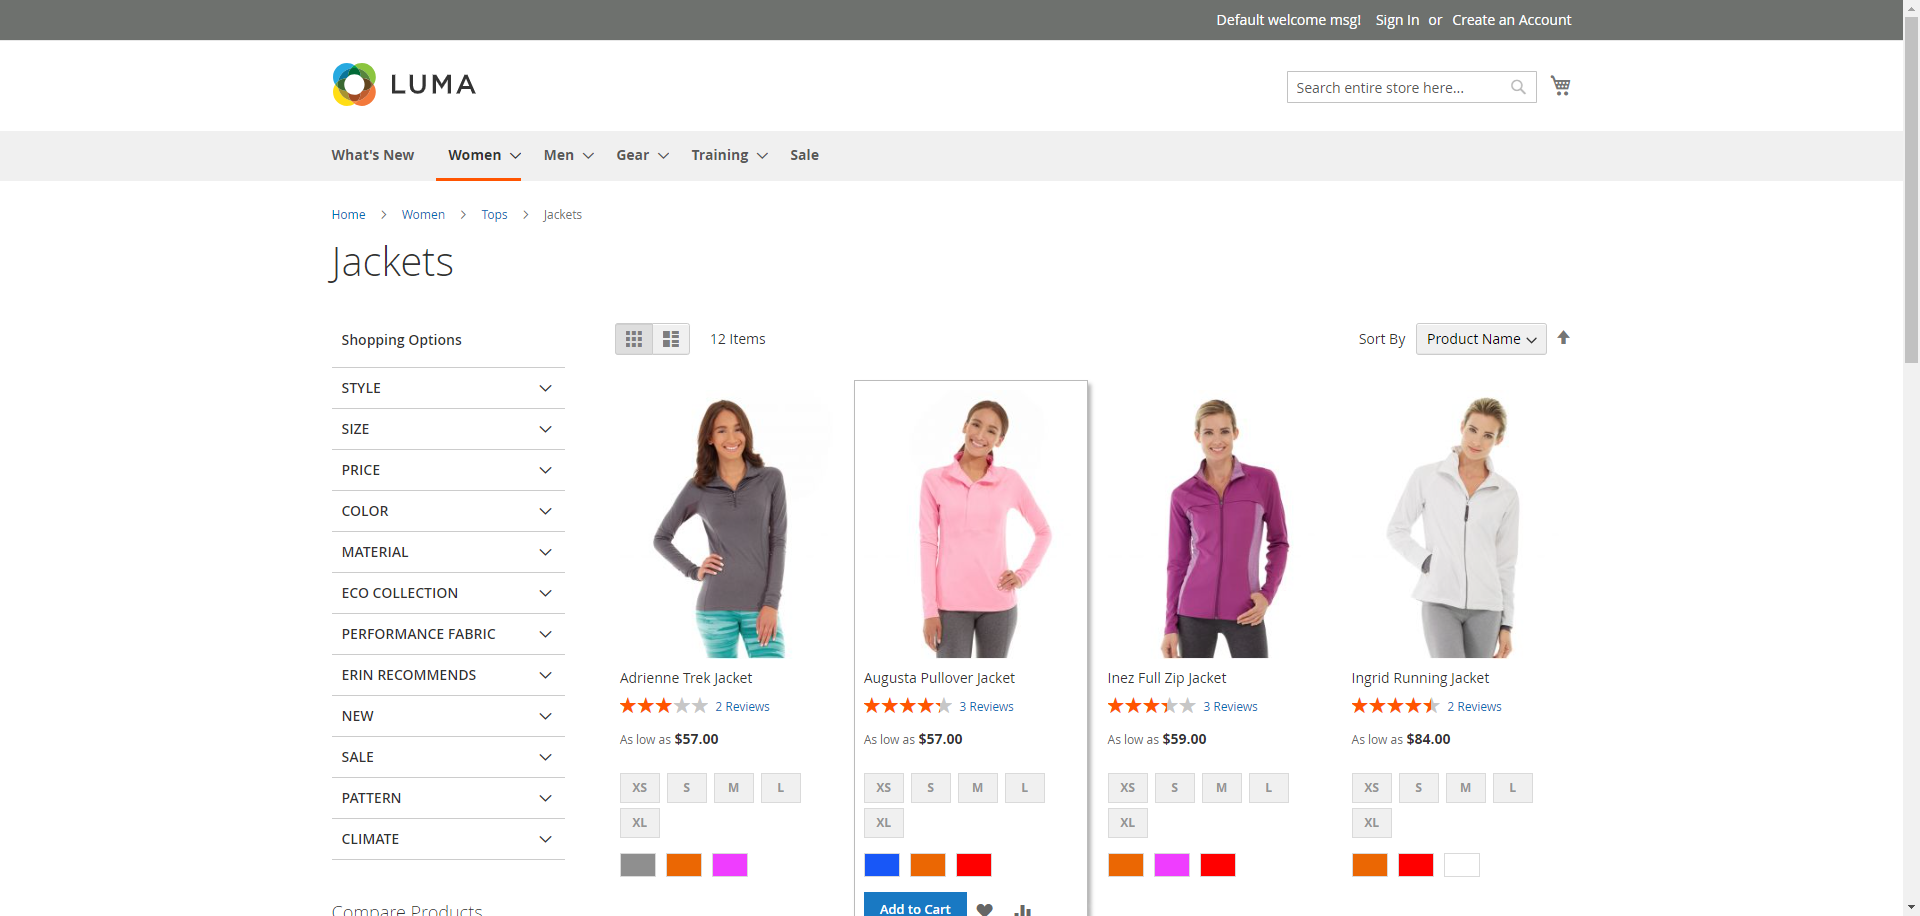 Default welcome msg! Sign In or Create an Account
LUMA
Search entire store here...
What's New Women Men Gear Training Sale
Home Women Tops Jackets
Jackets
Shopping Options
12 Items
Sort By Product Name
STYLE
SIZE
PRICE
COLOR
MATERIAL
ECO COLLECTION
PERFORMANCE FABRIC
ERIN RECOMMENDS
NEW
SALE
PATTERN
CLIMATE
Compare Products
Adrienne Trek Jacket
2 Reviews
As low as $57.00
XS S M L
XL
Augusta Pullover Jacket
3 Reviews
As low as $57.00
XS S M L
XL
Add to Cart
Inez Full Zip Jacket
3 Reviews
As low as $59.00
XS S M L
XL
Ingrid Running Jacket
2 Reviews
As low as $84.00
XS S M L
XL